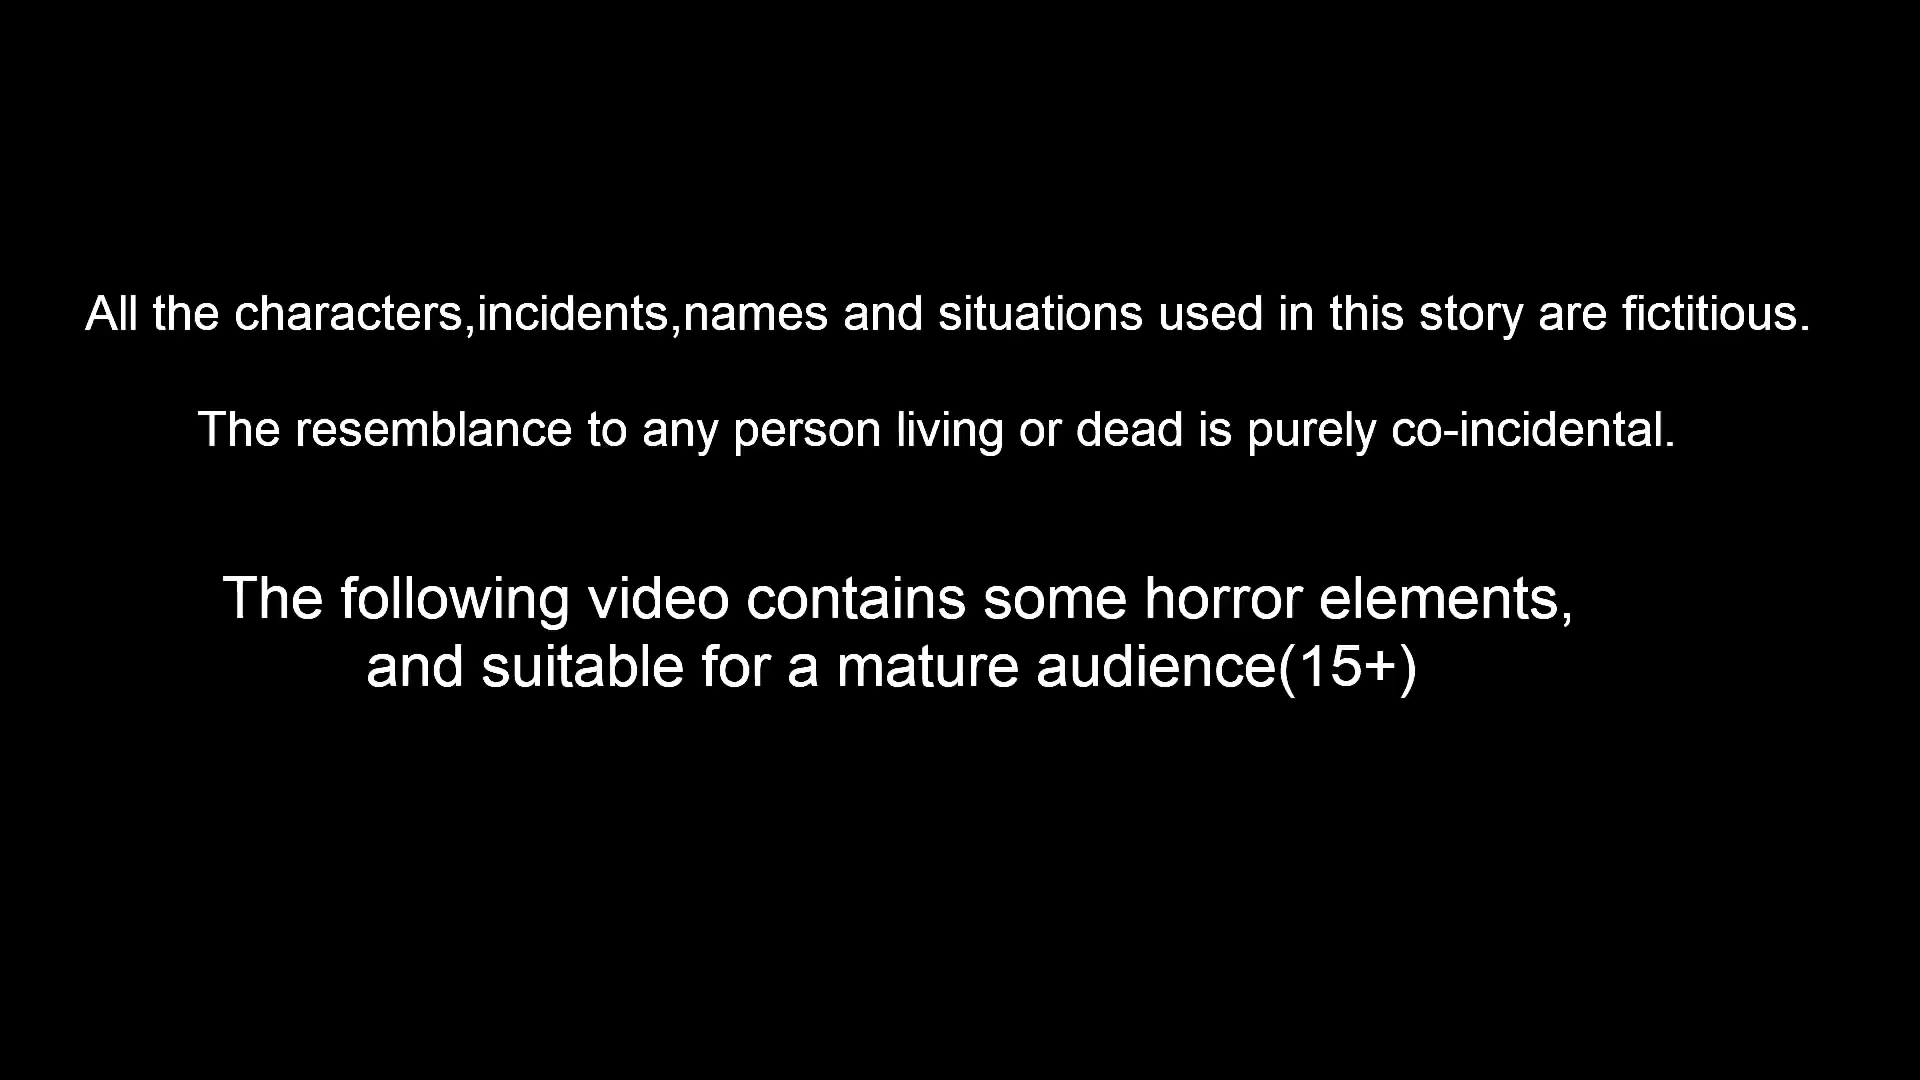 All the characters,incidents,names and situations used in this story are fictitious.
The resemblance to any person living or dead is purely co-incidental.
The following video contains some horror elements,
and suitable for a mature audience(15+)